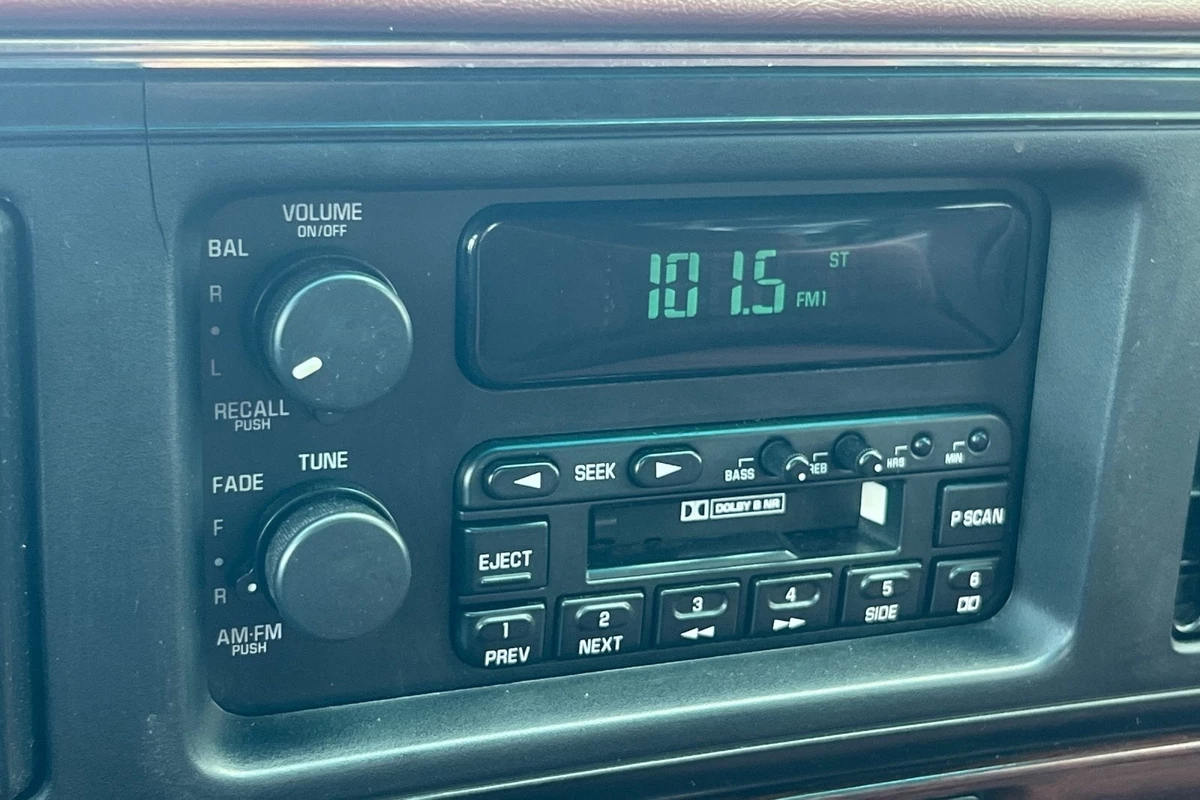 VOLUME
ON/OFF
BAL
R
L
RECALL
PUSH
TUNE
FADE
F
R
AM·FM
PUSH
101.5
ST
FM1
SEEK
BASS
HRS
MIN
DOLBY B NR
P SCAN
EJECT
1
PREV
2
NEXT
3
4
5
SIDE
6